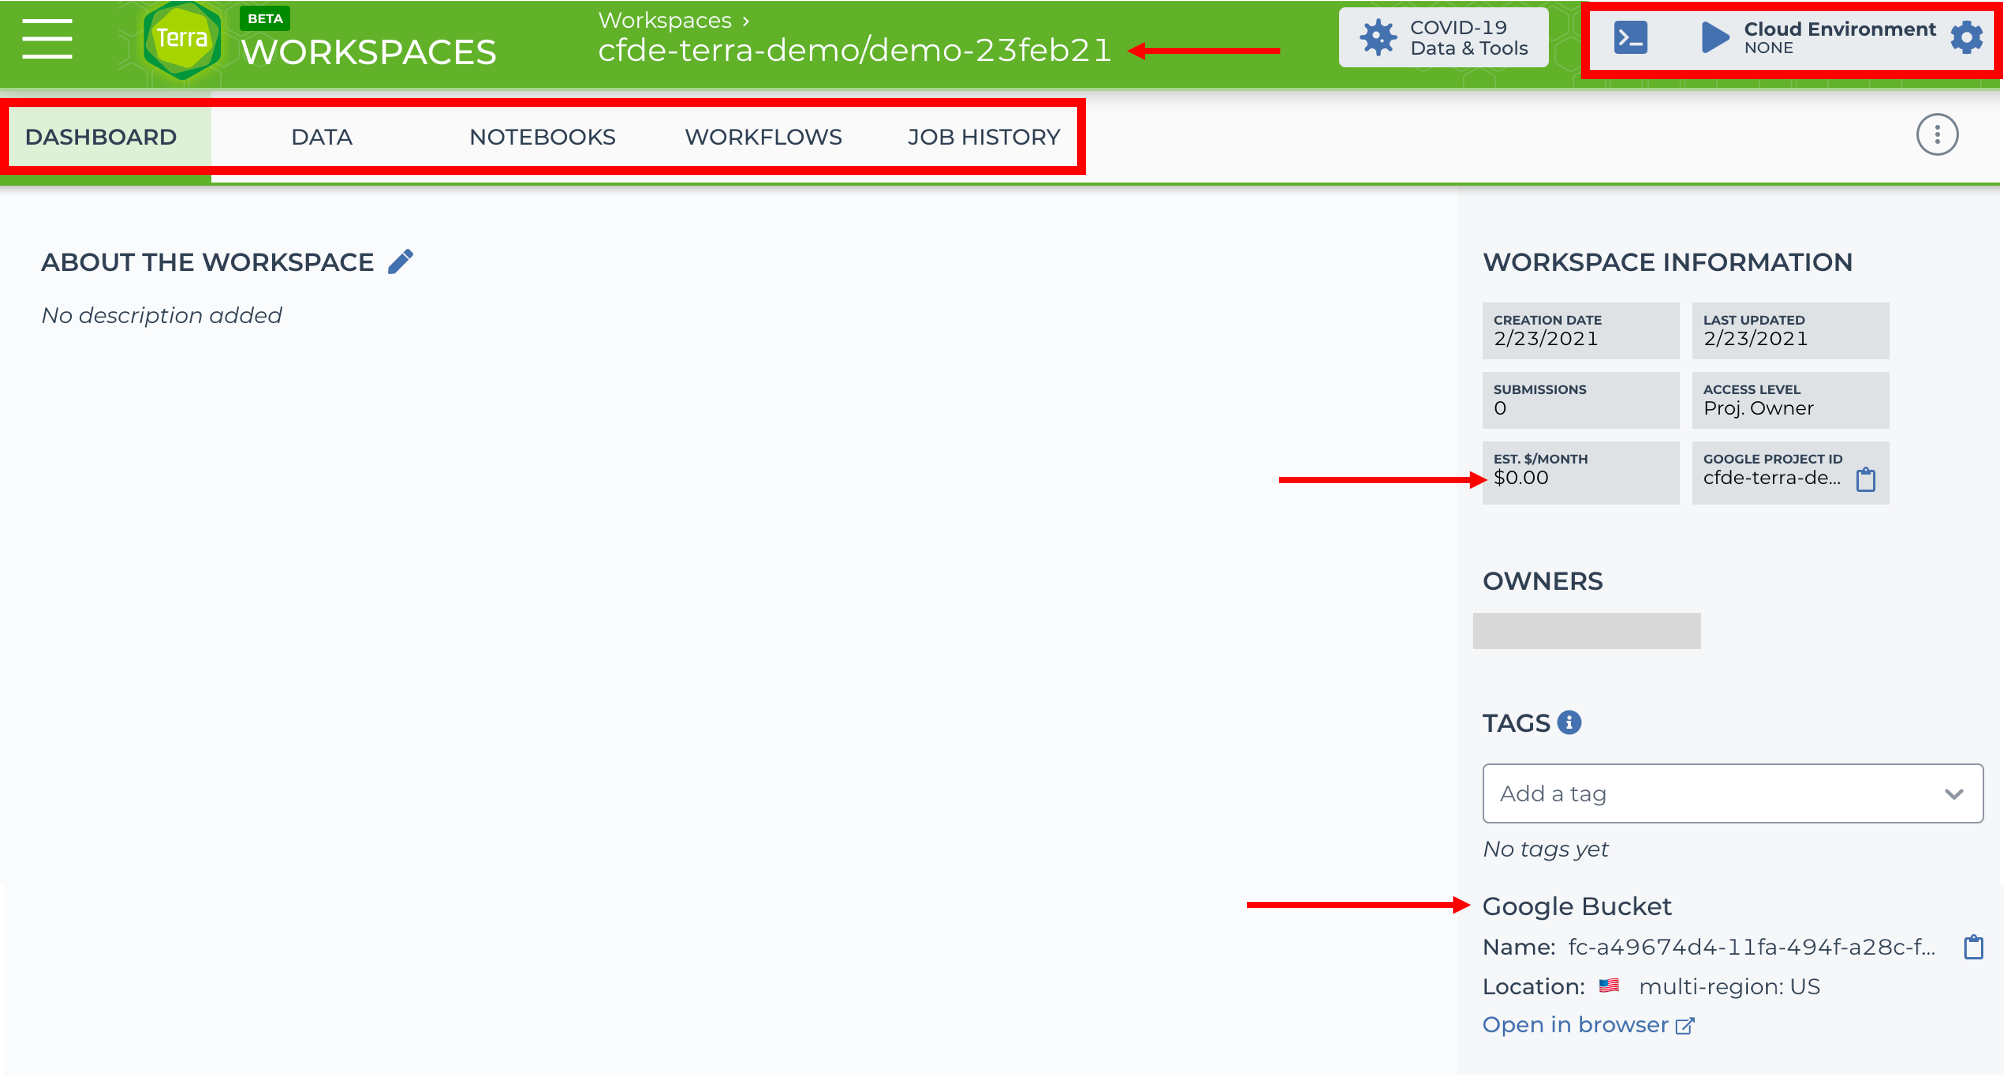 Terra
BETA
WORKSPACES
Workspaces ›
cfde-terra-demo/demo-23feb21
COVID-19
Data & Tools
Cloud Environment
NONE
DASHBOARD
DATA
NOTEBOOKS
WORKFLOWS
JOB HISTORY
ABOUT THE WORKSPACE
No description added
WORKSPACE INFORMATION
CREATION DATE
2/23/2021
LAST UPDATED
2/23/2021
SUBMISSIONS
0
ACCESS LEVEL
Proj. Owner
EST. $/MONTH
$0.00
GOOGLE PROJECT ID
cfde-terra-de...
OWNERS
TAGS
Add a tag
No tags yet
Google Bucket
Name: fc-a49674d4-11fa-494f-a28c-f...
Location: multi-region: US
Open in browser